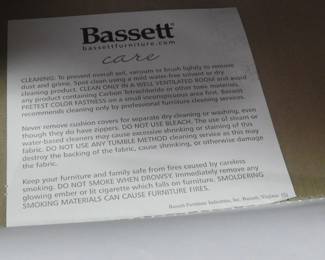 Bassett
bassettfurniture.com
care
CLEANING: To prevent overall soil, vacuum or brush lightly to remove
dust and grime. Spot clean using a mild water-free solvent or dry
cleaning product. CLEAN ONLY IN A WELL VENTILATED ROOM and avoid
any product containing Carbon Tetrachloride or other toxic materials.
PRETEST COLOR FASTNESS on a small inconspicuous area first. Bassett
recommends cleaning only by professional furniture cleaning services.
Never remove cushion covers for separate dry cleaning or washing, even
though they do have zippers. DO NOT USE BLEACH. The use of steam or
water-based cleaners may cause excessive shrinking or staining of this
fabric. DO NOT USE ANY TUMBLE METHOD cleaning service as this may
destroy the backing of the fabric, cause shrinking, or otherwise damage
the fabric.
Keep your furniture and family safe from fires caused by careless
smoking. DO NOT SMOKE WHEN DROWSY. Immediately remove any
glowing ember or lit cigarette which falls on furniture. SMOLDERING
SMOKING MATERIALS CAN CAUSE FURNITURE FIRES.
Bassett Furniture Industries, Inc. Bassett, Virginia